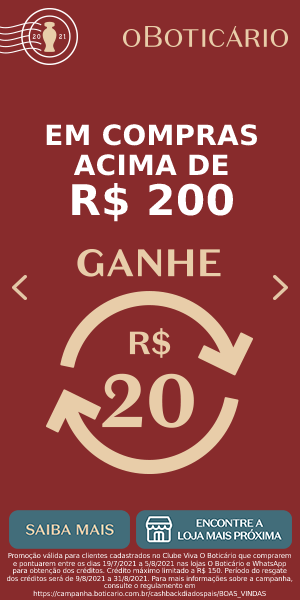 20 21
OBOTICÁRIO
EM COMPRAS
ACIMA DE
R$ 200
GANHE
R$
20
SAIBA MAIS
ENCONTRE A
LOJA MAIS PRÓXIMA
Promoção válida para clientes cadastrados no Clube Viva O Boticário que comprarem
e pontuarem entre os dias 19/7/2021 a 5/8/2021 nas lojas O Boticário e WhatsApp
para obtenção dos créditos. Crédito máximo limitado a R$ 150. Período do resgate
dos créditos será de 9/8/2021 a 31/8/2021. Para mais informações sobre a campanha,
consulte o regulamento em
https://campanha.boticario.com.br/cashbackdiadospais/BOAS_VINDAS